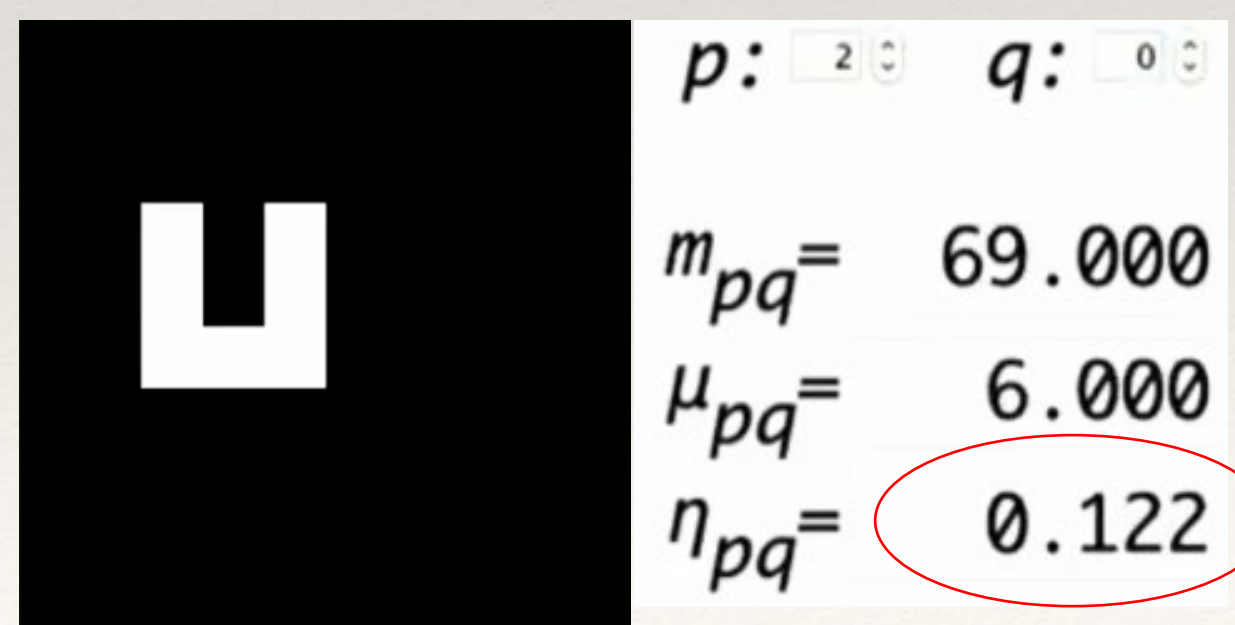 p: 2 q: 0
mpq= 69.000
μpq= 6.000
ηpq= 0.122